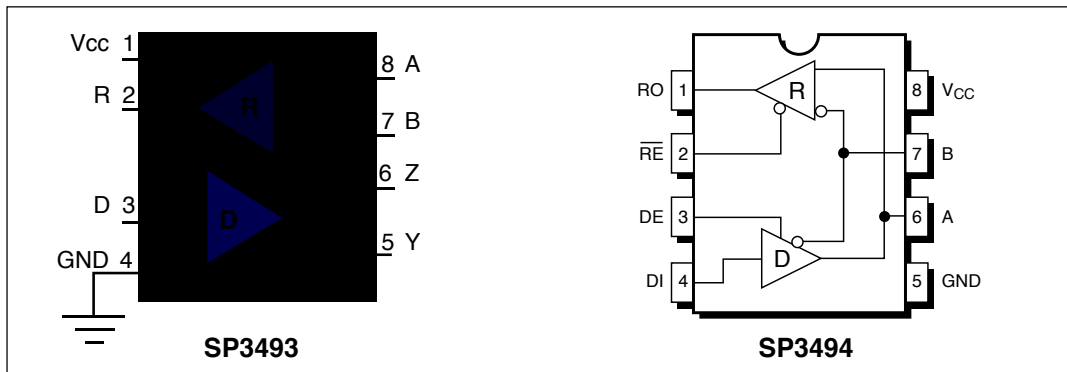 Vcc 1
R 2
D 3
GND 4
8 A
7 B
6 Z
5 Y
R
D
SP3493
RO 1
RE 2
DE 3
DI 4
8 VCC
7 B
6 A
5 GND
R
D
SP3494